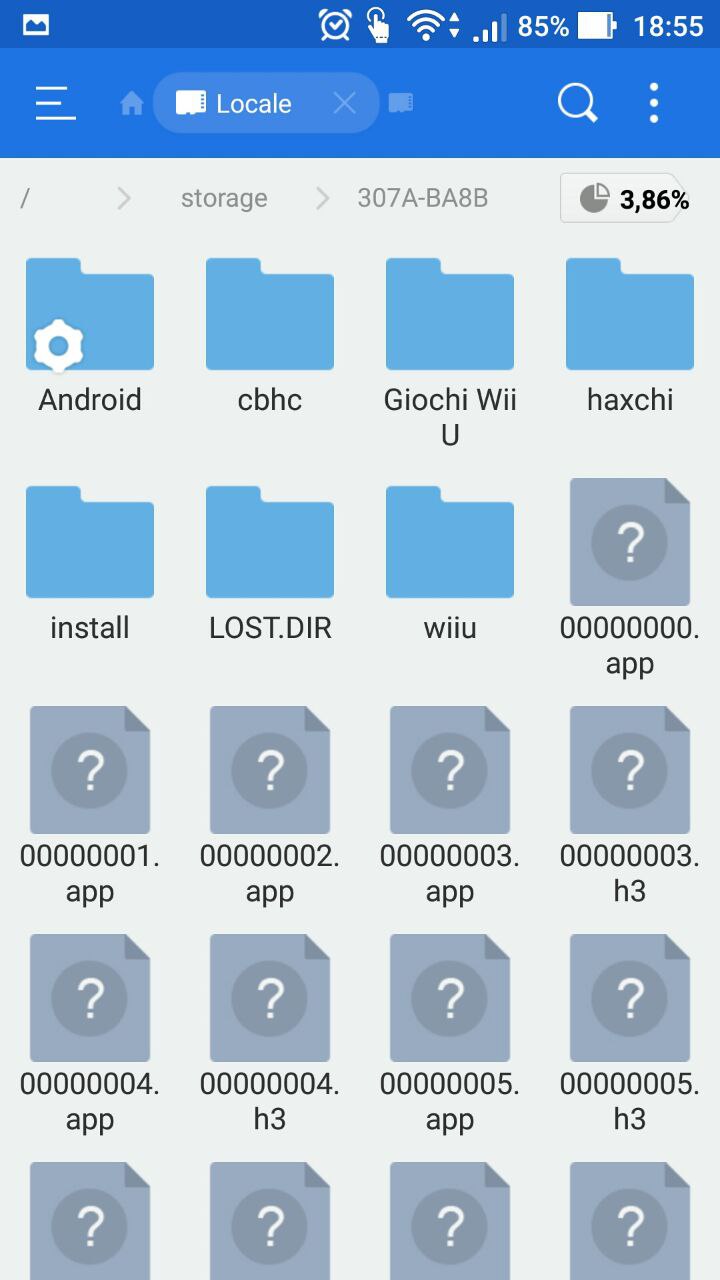 85% 18:55
Locale
/ storage 307A-BA8B 3,86%
Android cbhc Giochi Wii U haxchi
install LOST.DIR wiiu 00000000.
app
00000001. 00000002. 00000003. 00000003.
app app app h3
00000004. 00000004. 00000005. 00000005.
app h3 app h3
? ? ? ?